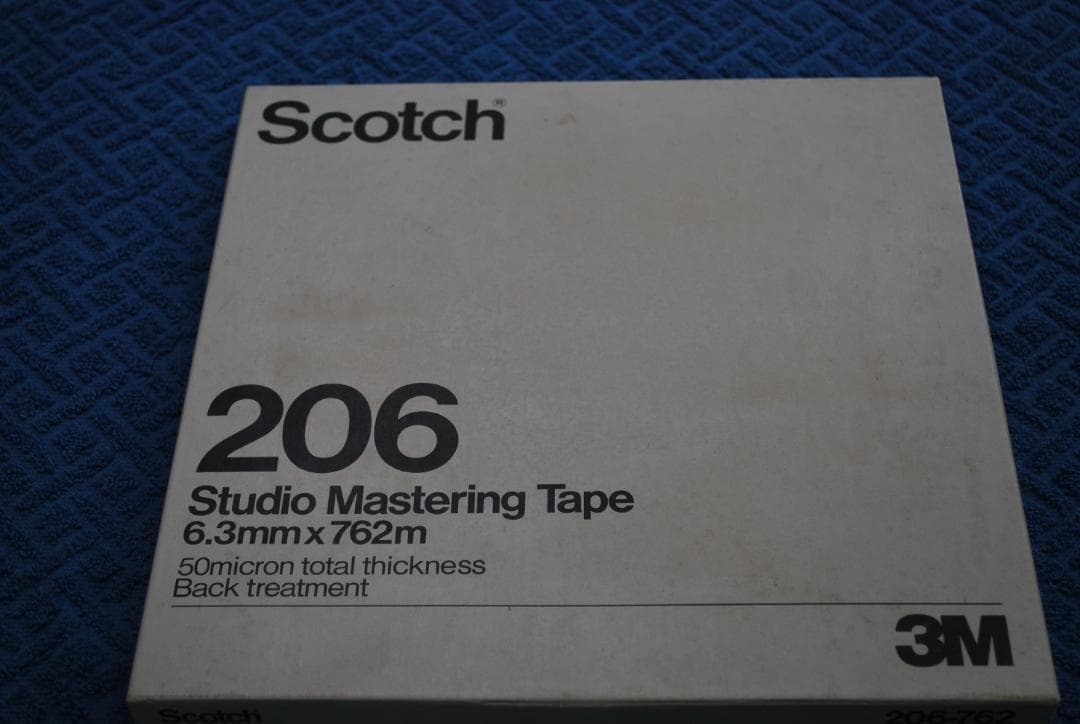 Scotch®
206
Studio Mastering Tape
6.3mm x 762m
50micron total thickness
Back treatment
3M
Scotch
206-762